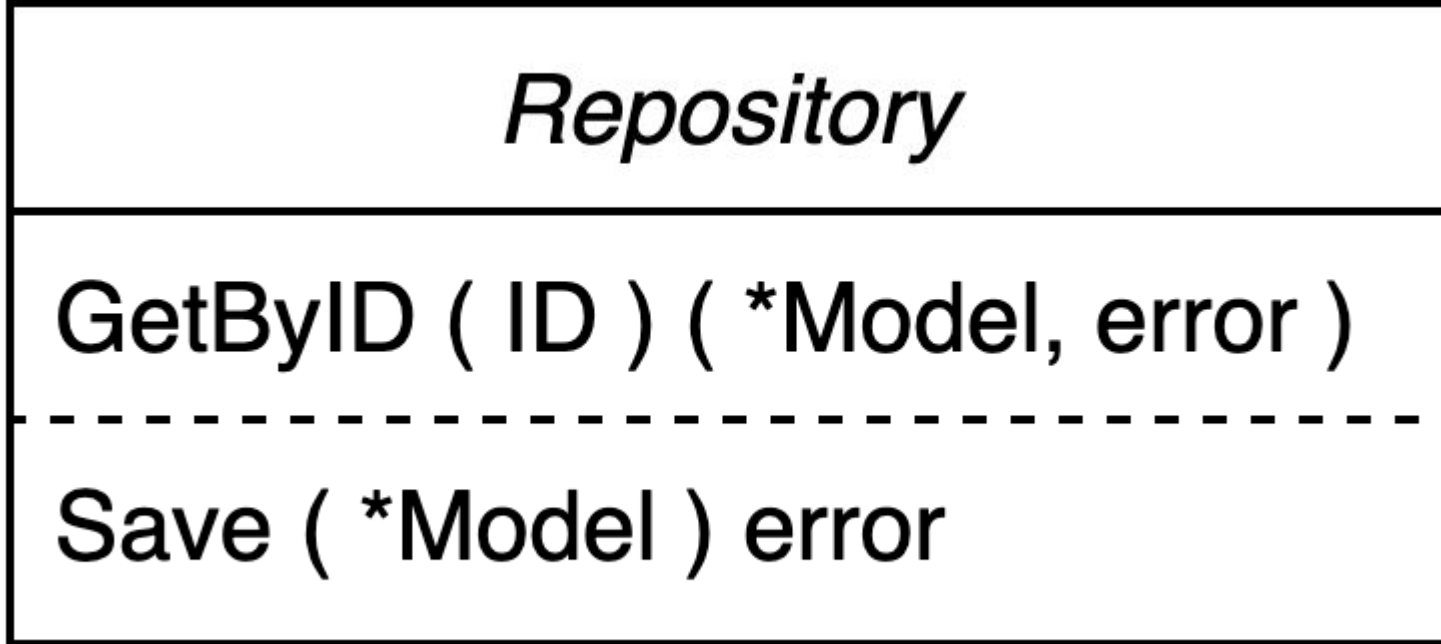 Repository
GetByID ( ID ) ( *Model, error )
Save ( *Model ) error